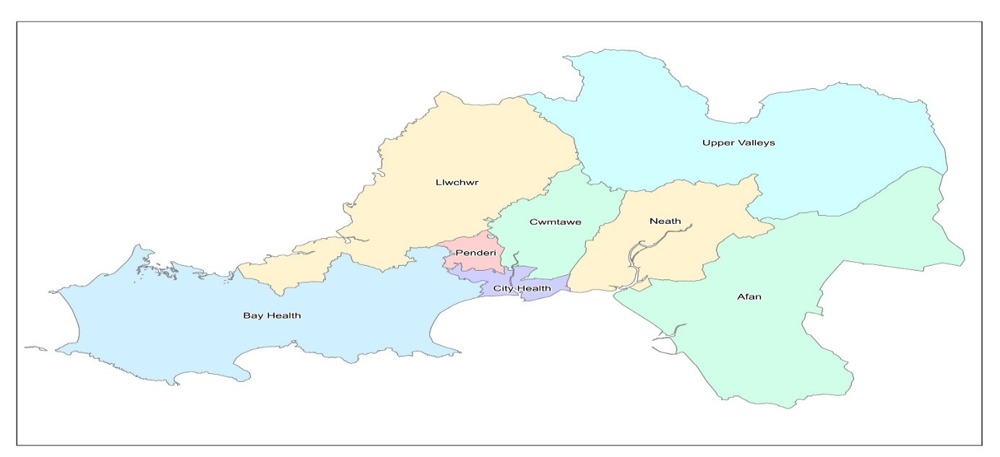 Upper Valleys
Llwchwr
Cwmtawe
Neath
Penderi
City Health
Afan
Bay Health